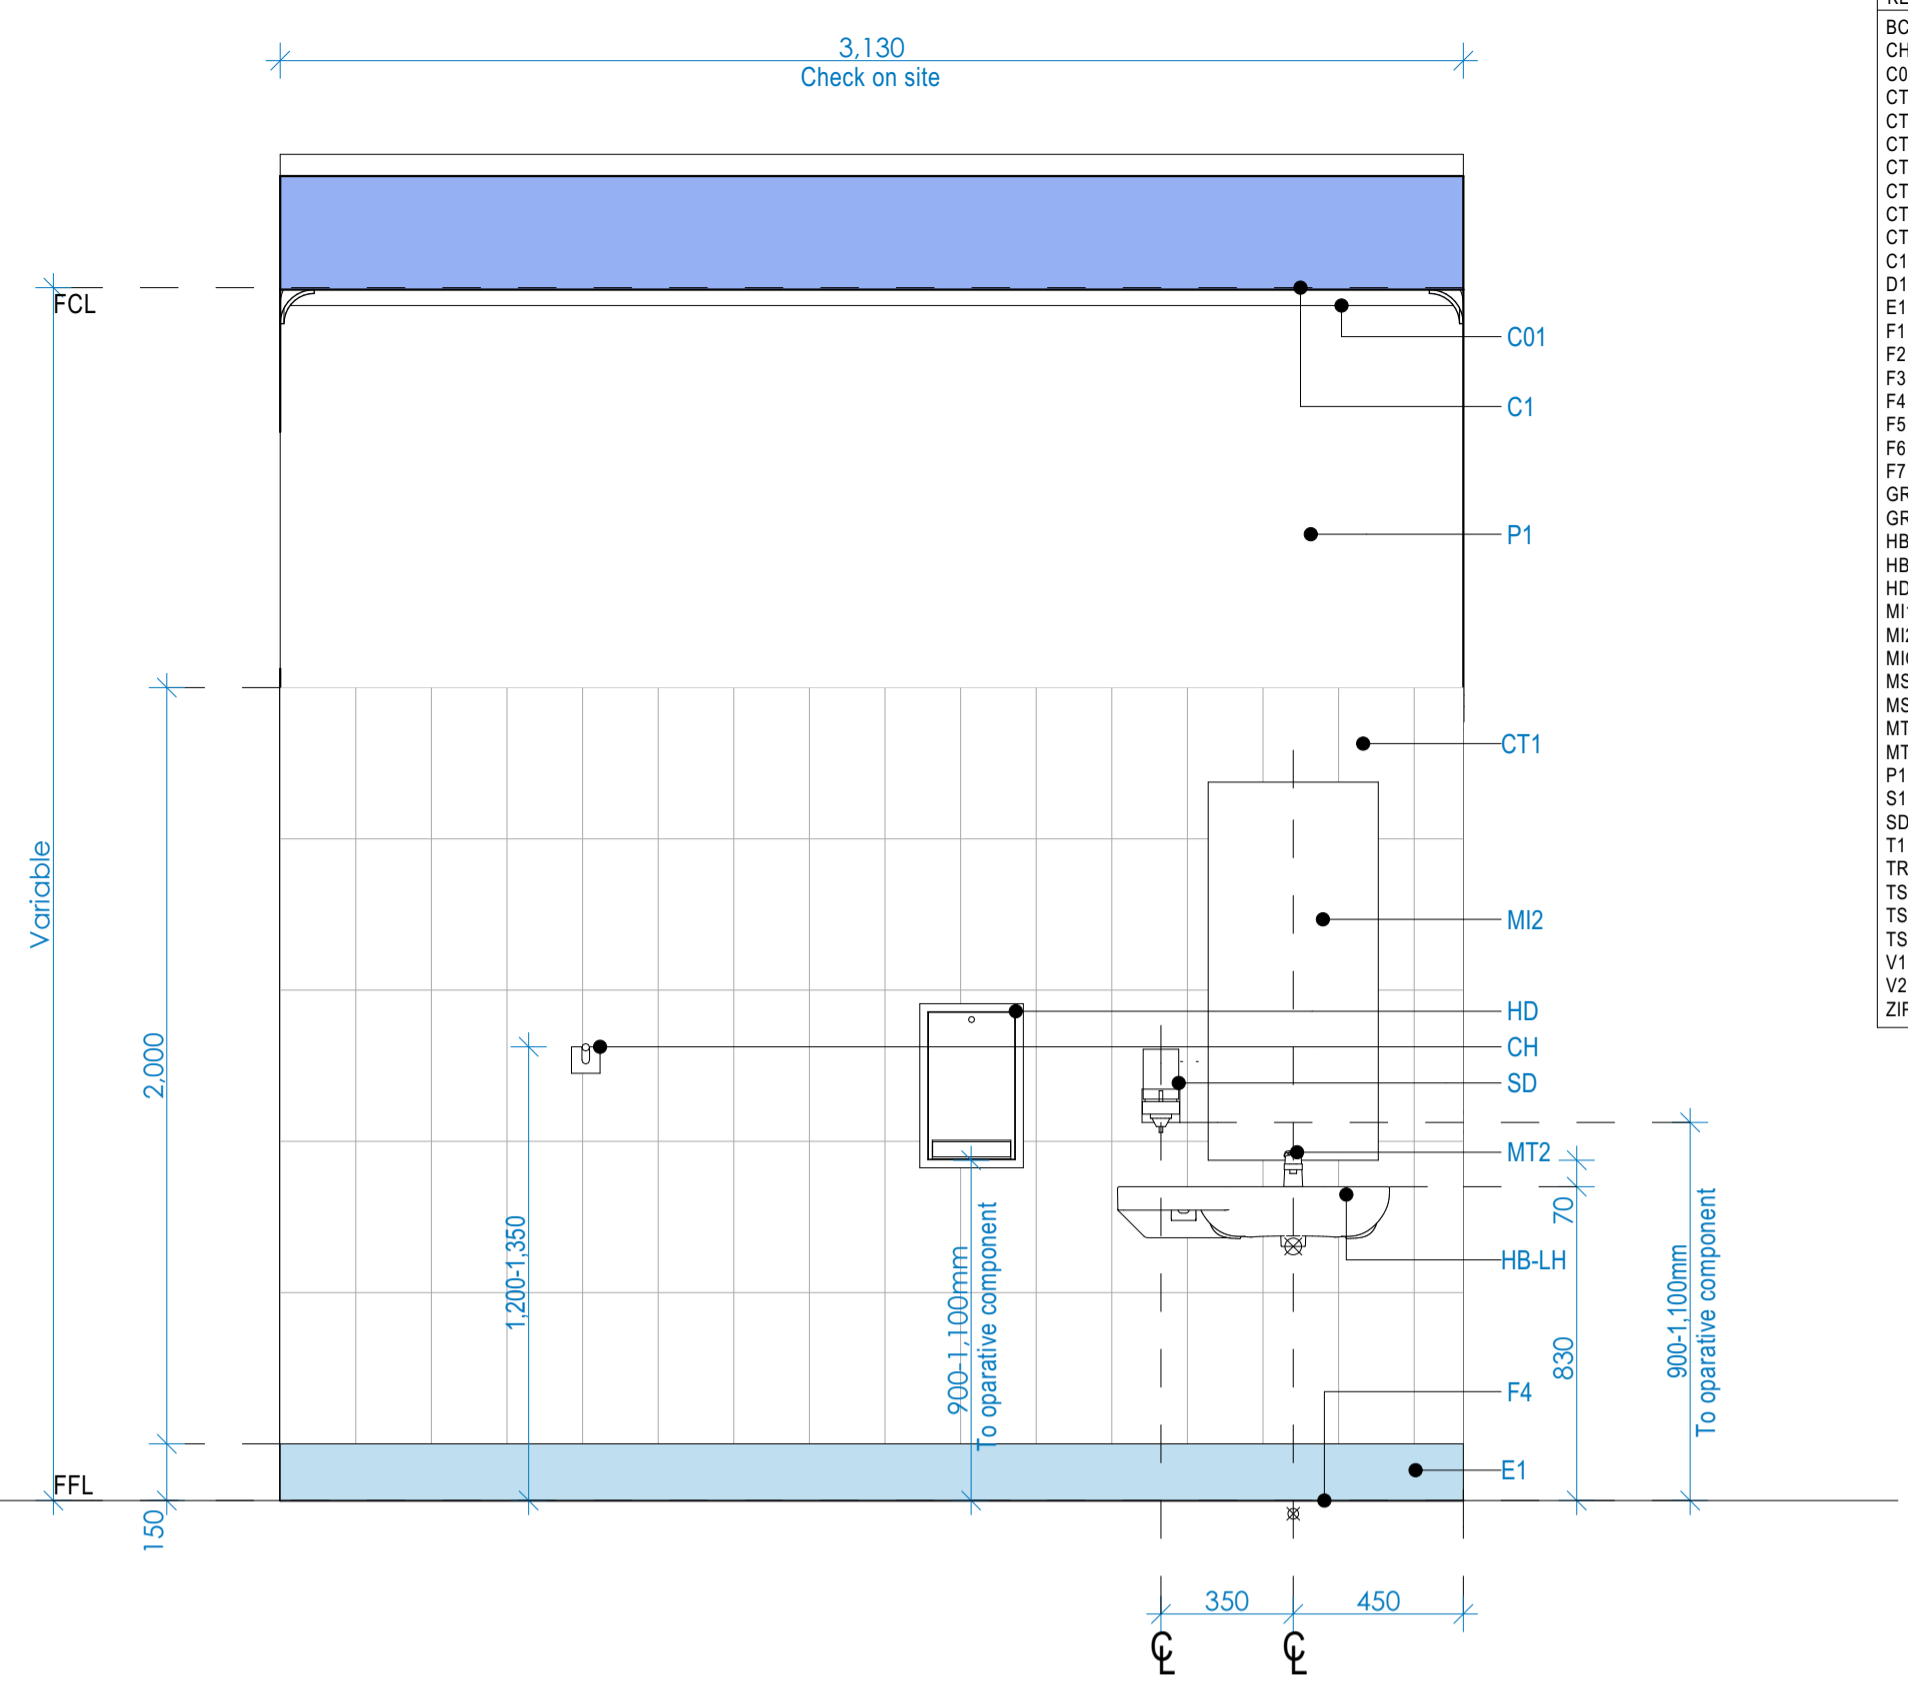 3,130
Check on site
FCL
C01
C1
P1
CT1
MI2
HD
CH
SD
MT2
HB-LH
F4
E1
Variable
2,000
150
FFL
1,200-1,350
900-1,100mm
To oparative component
70
830
900-1,100mm
To oparative component
350
450
CL
CL
BC
CH
C0
CT
CT
CT
CT
CT
CT
CT
C1
D1
E1
F1
F2
F3
F4
F5
F6
F7
GR
GR
HB
HB
HD
MI1
MI2
MS
MS
MT
MT
P1
S1
SD
T1
TR
TS
TS
TS
V1
V2